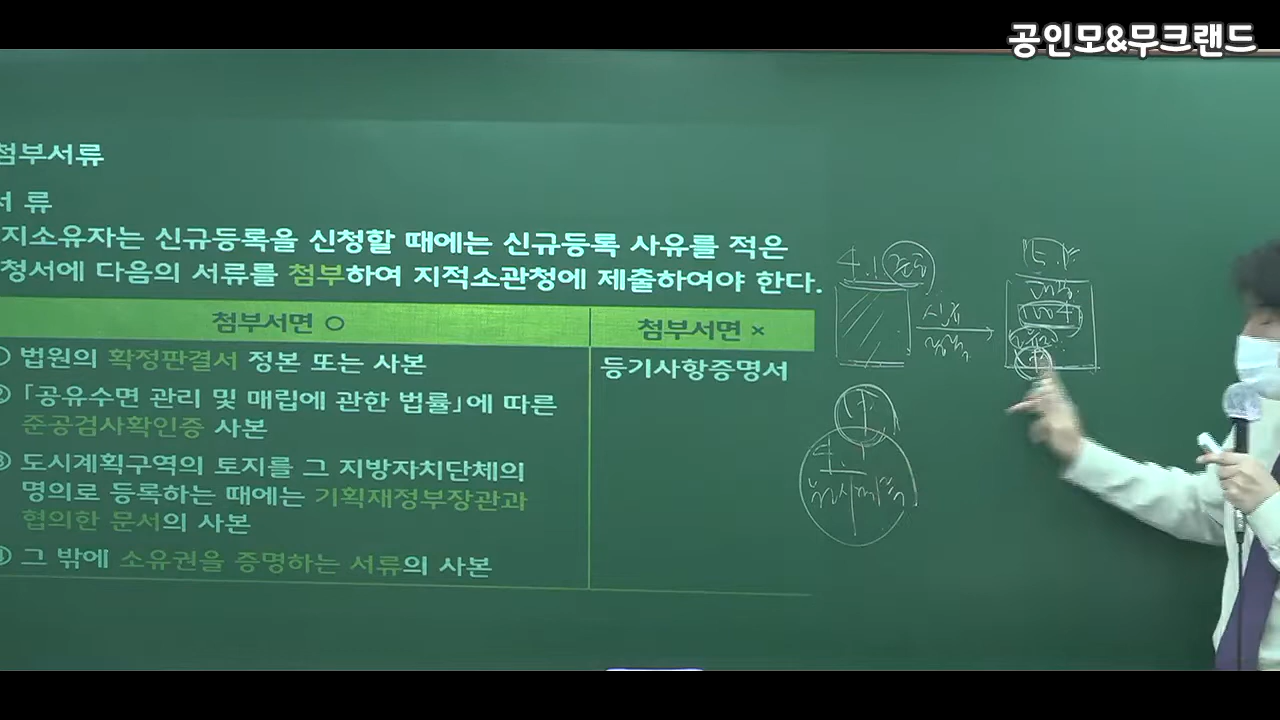 공인모&무크랜드
첨부서류
서 류
지소유자는 신규등록을 신청할 때에는 신규등록 사유를 적은
청서에 다음의 서류를 첨부하여 지적소관청에 제출하여야 한다.
첨부서면 ○
첨부서면 ×
① 법원의 확정판결서 정본 또는 사본
등기사항증명서
② 「공유수면 관리 및 매립에 관한 법률」에 따른
준공검사확인증 사본
③ 도시계획구역의 토지를 그 지방자치단체의
명의로 등록하는 때에는 기획재정부장관과
협의한 문서의 사본
④ 그 밖에 소유권을 증명하는 서류의 사본
4.1